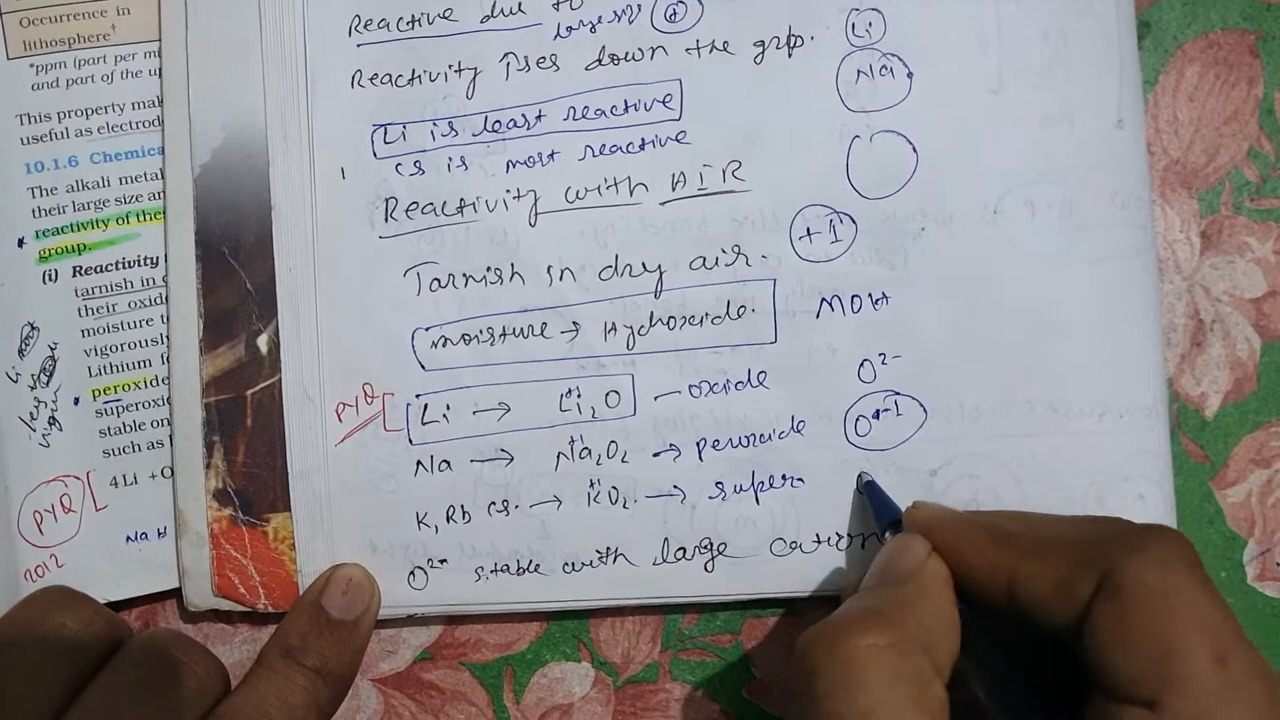 Occurrence in
lithosphere†
*ppm (part per mi
and part of the u
This property mak
useful as electrod
10.1.6 Chemica
The alkali metal
their large size an
reactivity of thes
group.
(i) Reactivity
tarnish in d
their oxid
moisture t
vigorously
Lithium f
peroxide
superoxi
stable on
such as
4Li + O
PYQ
2012
Na H
Reactive due to
large size +
Reactivity ↑ses down the grp.
Li
Na
Li is least reactive
Cs is most reactive
Reactivity with AIR
+1
Tarnish in dry air.
moisture → Hydroxide.
MOH
PYQ
Li → Li2O - oxide
O2-
Na → Na2O2 → peroxide
O-1
K, Rb Cs. → KO2. → super
stable with large cation